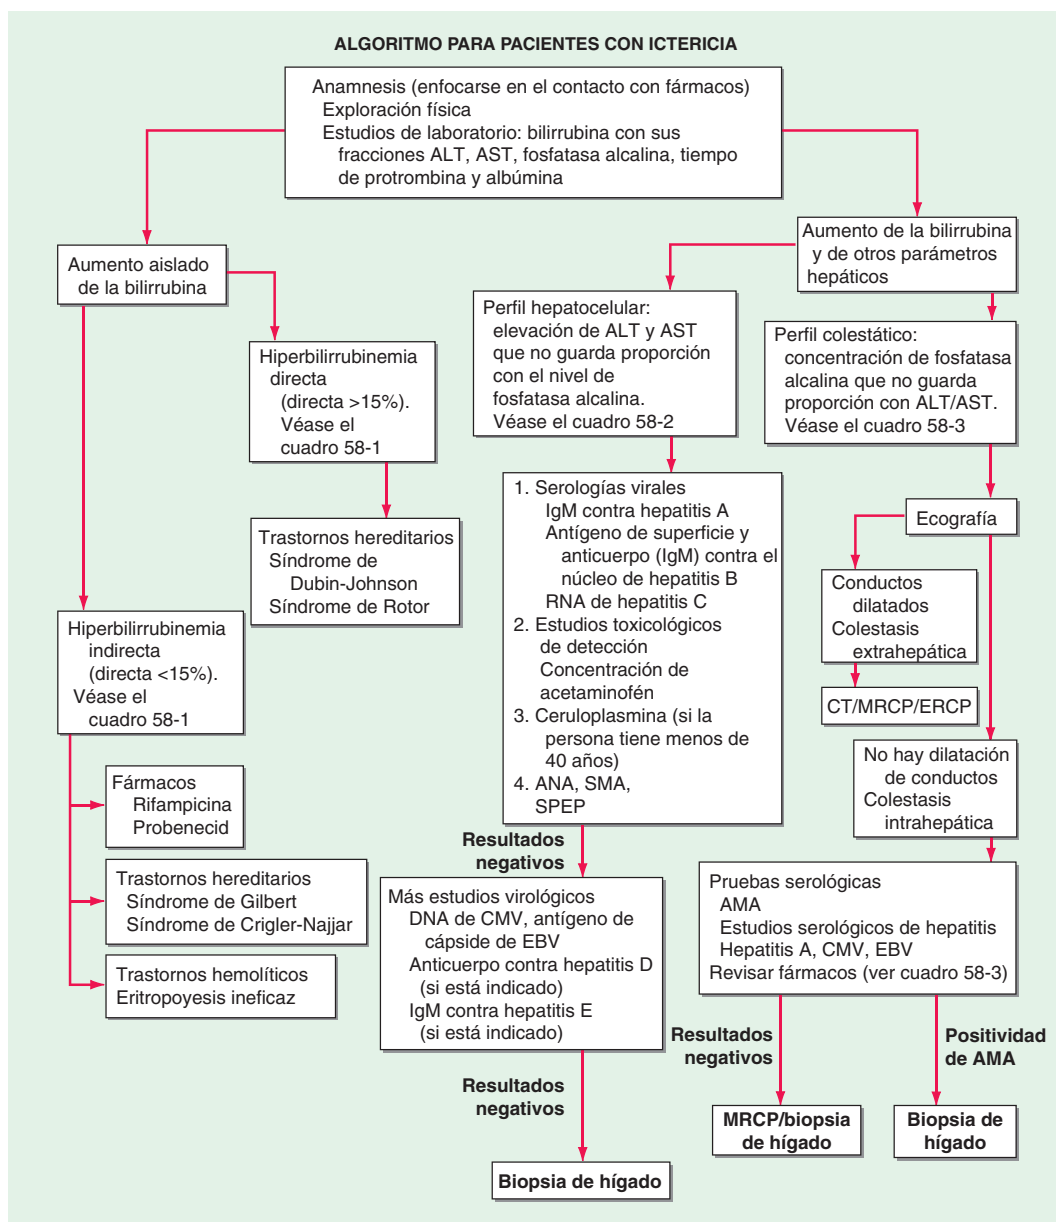 ALGORITMO PARA PACIENTES CON ICTERICIA
Anamnesis (enfocarse en el contacto con fármacos)
Exploración física
Estudios de laboratorio: bilirrubina con sus
fracciones ALT, AST, fosfatasa alcalina, tiempo
de protrombina y albúmina
Aumento aislado
de la bilirrubina
Hiperbilirrubinemia
directa
(directa >15%).
Véase el
cuadro 58-1
Trastornos hereditarios
Síndrome de
Dubin-Johnson
Síndrome de Rotor
Hiperbilirrubinemia
indirecta
(directa <15%).
Véase el
cuadro 58-1
Fármacos
Rifampicina
Probenecid
Trastornos hereditarios
Síndrome de Gilbert
Síndrome de Crigler-Najjar
Trastornos hemolíticos
Eritropoyesis ineficaz
Aumento de la bilirrubina
y de otros parámetros
hepáticos
Perfil hepatocelular:
elevación de ALT y AST
que no guarda proporción
con el nivel de
fosfatasa alcalina.
Véase el cuadro 58-2
1. Serologías virales
IgM contra hepatitis A
Antígeno de superficie y
anticuerpo (IgM) contra el
núcleo de hepatitis B
RNA de hepatitis C
2. Estudios toxicológicos
de detección
Concentración de
acetaminofén
3. Ceruloplasmina (si la
persona tiene menos de
40 años)
4. ANA, SMA,
SPEP
Resultados
negativos
Más estudios virológicos
DNA de CMV, antígeno de
cápside de EBV
Anticuerpo contra hepatitis D
(si está indicado)
IgM contra hepatitis E
(si está indicado)
Resultados
negativos
Biopsia de hígado
Perfil colestático:
concentración de fosfatasa
alcalina que no guarda
proporción con ALT/AST.
Véase el cuadro 58-3
Ecografía
Conductos
dilatados
Colestasis
extrahepática
CT/MRCP/ERCP
No hay dilatación
de conductos
Colestasis
intrahepática
Pruebas serológicas
AMA
Estudios serológicos de hepatitis
Hepatitis A, CMV, EBV
Revisar fármacos (ver cuadro 58-3)
Resultados
negativos
MRCP/biopsia
de hígado
Positividad
de AMA
Biopsia de
hígado